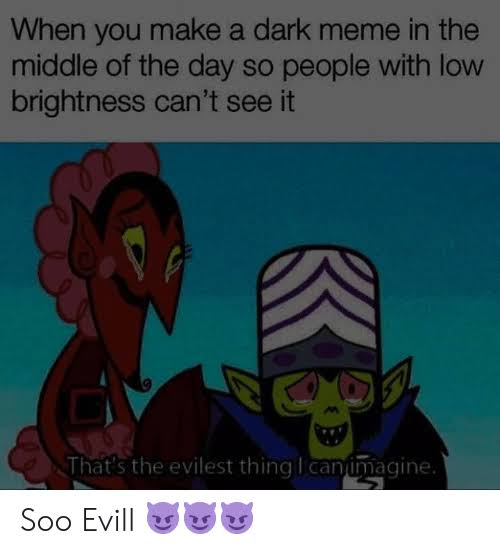 When you make a dark meme in the
middle of the day so people with low
brightness can't see it
That's the evilest thing I can imagine.
Soo Evill 😈😈😈